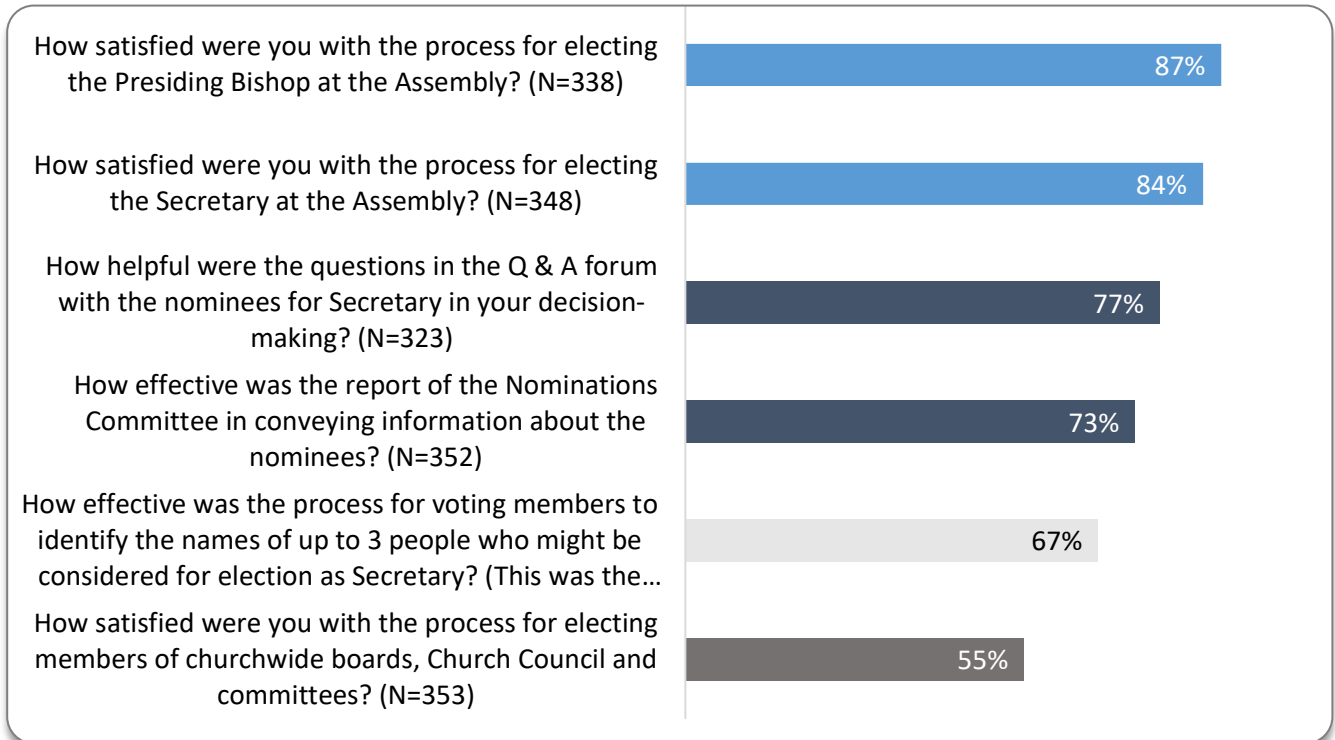 How satisfied were you with the process for electing
the Presiding Bishop at the Assembly? (N=338)
87%
How satisfied were you with the process for electing
the Secretary at the Assembly? (N=348)
84%
How helpful were the questions in the Q & A forum
with the nominees for Secretary in your decision-
making? (N=323)
77%
How effective was the report of the Nominations
Committee in conveying information about the
nominees? (N=352)
73%
How effective was the process for voting members to
identify the names of up to 3 people who might be
considered for election as Secretary? (This was the…
67%
How satisfied were you with the process for electing
members of churchwide boards, Church Council and
committees? (N=353)
55%